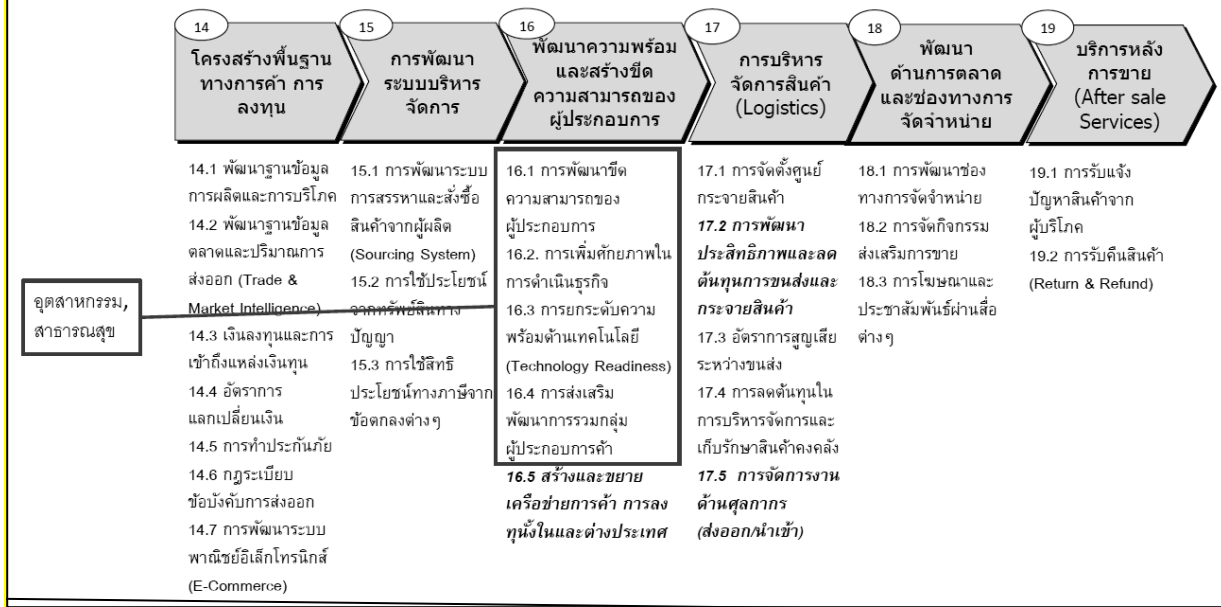 14
โครงสร้างพื้นฐาน
ทางการค้า การ
ลงทุน
15
การพัฒนา
ระบบบริหาร
จัดการ
16
พัฒนาความพร้อม
และสร้างขีด
ความสามารถของ
ผู้ประกอบการ
17
การบริหาร
จัดการสินค้า
(Logistics)
18
พัฒนา
ด้านการตลาด
และช่องทางการ
จัดจำหน่าย
19
บริการหลัง
การขาย
(After sale
Services)
14.1 พัฒนาฐานข้อมูล
การผลิตและการบริโภค
14.2 พัฒนาฐานข้อมูล
ตลาดและปริมาณการ
ส่งออก (Trade &
Market Intelligence)
14.3 เงินลงทุนและการ
เข้าถึงแหล่งเงินทุน
14.4 อัตราการ
แลกเปลี่ยนเงิน
14.5 การทำประกันภัย
14.6 กฎระเบียบ
ข้อบังคับการส่งออก
14.7 การพัฒนาระบบ
พาณิชย์อิเล็กโทรนิกส์
(E-Commerce)
15.1 การพัฒนาระบบ
การสรรหาและสั่งซื้อ
สินค้าจากผู้ผลิต
(Sourcing System)
15.2 การใช้ประโยชน์
จากทรัพย์สินทาง
ปัญญา
15.3 การใช้สิทธิ
ประโยชน์ทางภาษีจาก
ข้อตกลงต่างๆ
16.1 การพัฒนาขีด
ความสามารถของ
ผู้ประกอบการ
16.2. การเพิ่มศักยภาพใน
การดำเนินธุรกิจ
16.3 การยกระดับความ
พร้อมด้านเทคโนโลยี
(Technology Readiness)
16.4 การส่งเสริม
พัฒนาการรวมกลุ่ม
ผู้ประกอบการค้า
16.5 สร้างและขยาย
เครือข่ายการค้า การลง
ทุนั้งในและต่างประเทศ
17.1 การจัดตั้งศูนย์
กระจายสินค้า
17.2 การพัฒนา
ประสิทธิภาพและลด
ต้นทุนการขนส่งและ
กระจายสินค้า
17.3 อัตราการสูญเสีย
ระหว่างขนส่ง
17.4 การลดต้นทุนใน
การบริหารจัดการและ
เก็บรักษาสินค้าคงคลัง
17.5 การจัดการงาน
ด้านศุลกากร
(ส่งออก/นำเข้า)
18.1 การพัฒนาช่อง
ทางการจัดจำหน่าย
18.2 การจัดกิจกรรม
ส่งเสริมการขาย
18.3 การโฆษณาและ
ประชาสัมพันธ์ผ่านสื่อ
ต่างๆ
19.1 การรับแจ้ง
ปัญหาสินค้าจาก
ผู้บริโภค
19.2 การรับคืนสินค้า
(Return & Refund)
อุตสาหกรรม,
สาธารณสุข